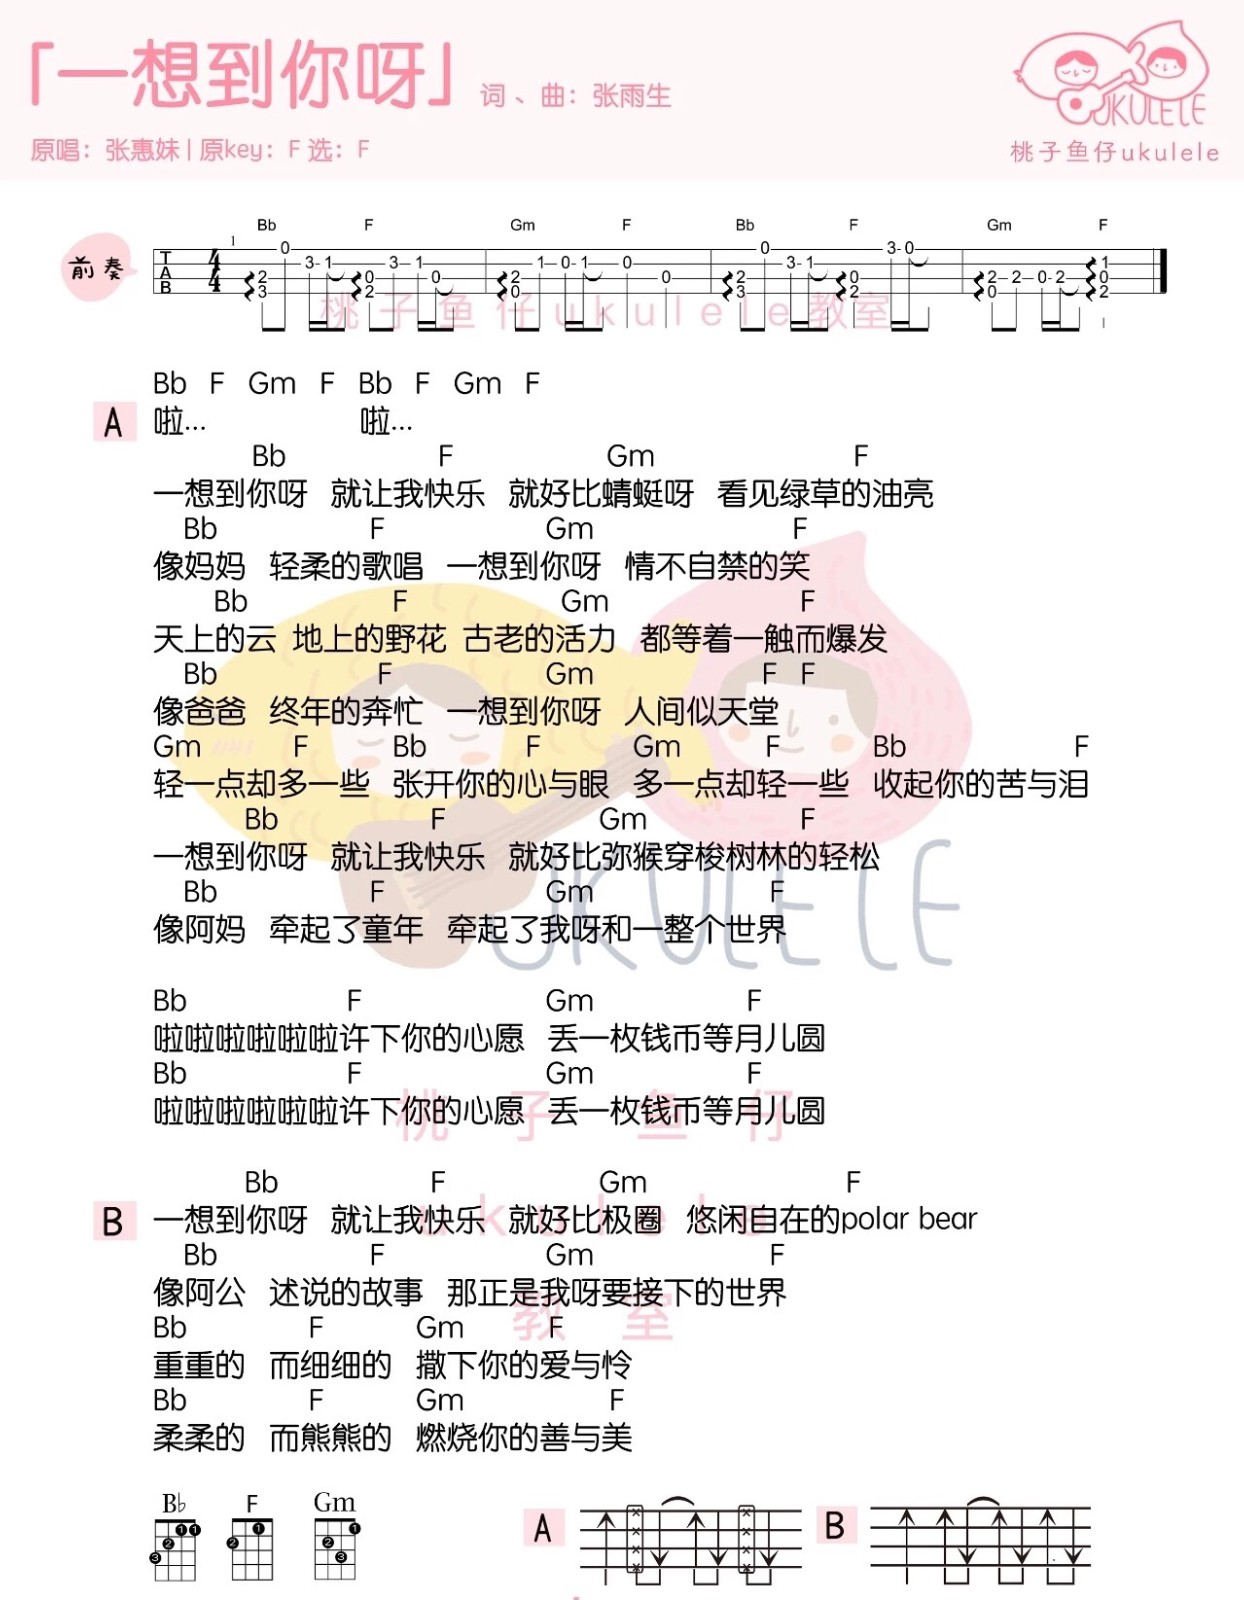 「一想到你呀」 词、曲：张雨生
原唱：张惠妹 | 原key：F 选：F
UKULELE
桃子鱼仔ukulele
前奏
Bb F Gm F Bb F Gm F
1
T A B 4 4
桃子鱼仔ukulele教室
Bb F Gm F Bb F Gm F
A 啦... 啦...
Bb F Gm F
一想到你呀 就让我快乐 就好比蜻蜓呀 看见绿草的油亮
Bb F Gm F
像妈妈 轻柔的歌唱 一想到你呀 情不自禁的笑
Bb F Gm F
天上的云 地上的野花 古老的活力 都等着一触而爆发
Bb F Gm F F
像爸爸 终年的奔忙 一想到你呀 人间似天堂
Gm F Bb F Gm F Bb F
轻一点却多一些 张开你的心与眼 多一点却轻一些 收起你的苦与泪
Bb F Gm F
一想到你呀 就让我快乐 就好比弥猴穿梭树林的轻松
Bb F Gm F
像阿妈 牵起了童年 牵起了我呀和一整个世界
UKULELE
Bb F Gm F
啦啦啦啦啦啦许下你的心愿 丢一枚钱币等月儿圆
Bb F Gm F
啦啦啦啦啦啦许下你的心愿 丢一枚钱币等月儿圆
桃子鱼仔
Bb F Gm F
B 一想到你呀 就让我快乐 就好比极圈 悠闲自在的polar bear
ukulele
Bb F Gm F
像阿公 述说的故事 那正是我呀要接下的世界
教室
Bb F Gm F
重重的 而细细的 撒下你的爱与怜
Bb F Gm F
柔柔的 而熊熊的 燃烧你的善与美
B♭ F Gm
A B